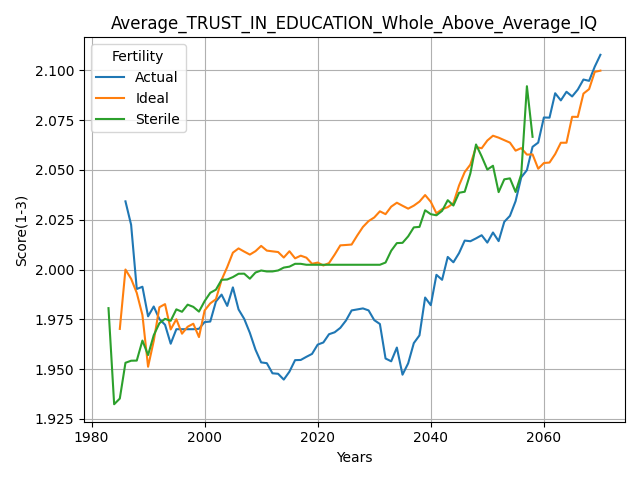 Average_TRUST_IN_EDUCATION_Whole_Above_Average_IQ
Fertility
Actual
Ideal
Sterile
Score(1-3)
2.100
2.075
2.050
2.025
2.000
1.975
1.950
1.925
1980
2000
2020
2040
2060
Years